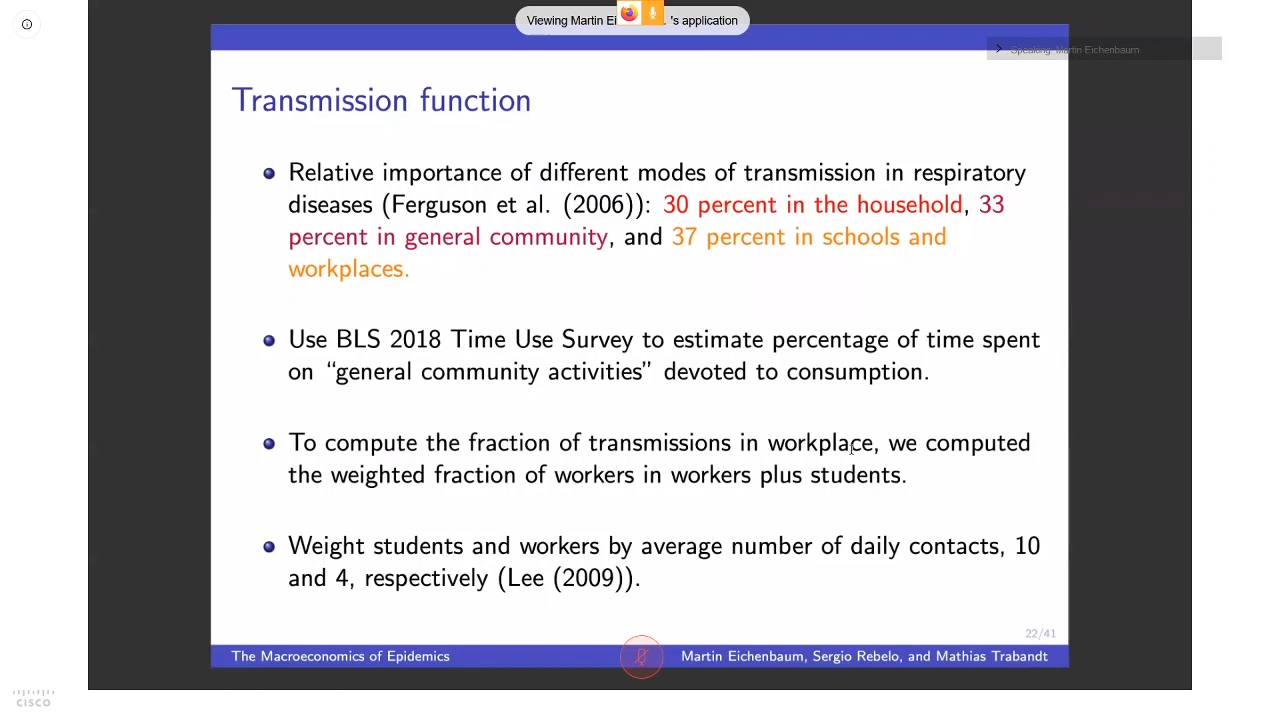 Viewing Martin Ei 's application
Speaking: Martin Eichenbaum
Transmission function
Relative importance of different modes of transmission in respiratory
diseases (Ferguson et al. (2006)): 30 percent in the household, 33
percent in general community, and 37 percent in schools and
workplaces.
Use BLS 2018 Time Use Survey to estimate percentage of time spent
on “general community activities” devoted to consumption.
To compute the fraction of transmissions in workplace, we computed
the weighted fraction of workers in workers plus students.
Weight students and workers by average number of daily contacts, 10
and 4, respectively (Lee (2009)).
22/41
The Macroeconomics of Epidemics
Martin Eichenbaum, Sergio Rebelo, and Mathias Trabandt
CISCO